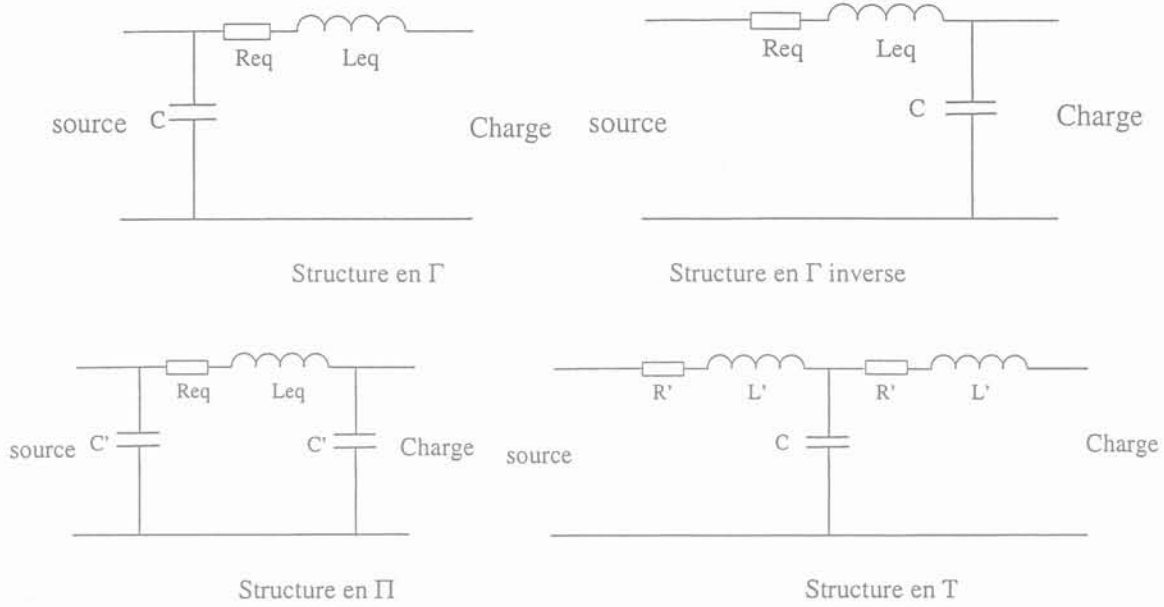 Req Leq
source C Charge
Structure en Γ
Req Leq
source C Charge
Structure en Γ inverse
Req Leq
source C' C' Charge
Structure en Π
R' L' R' L'
source C Charge
Structure en T